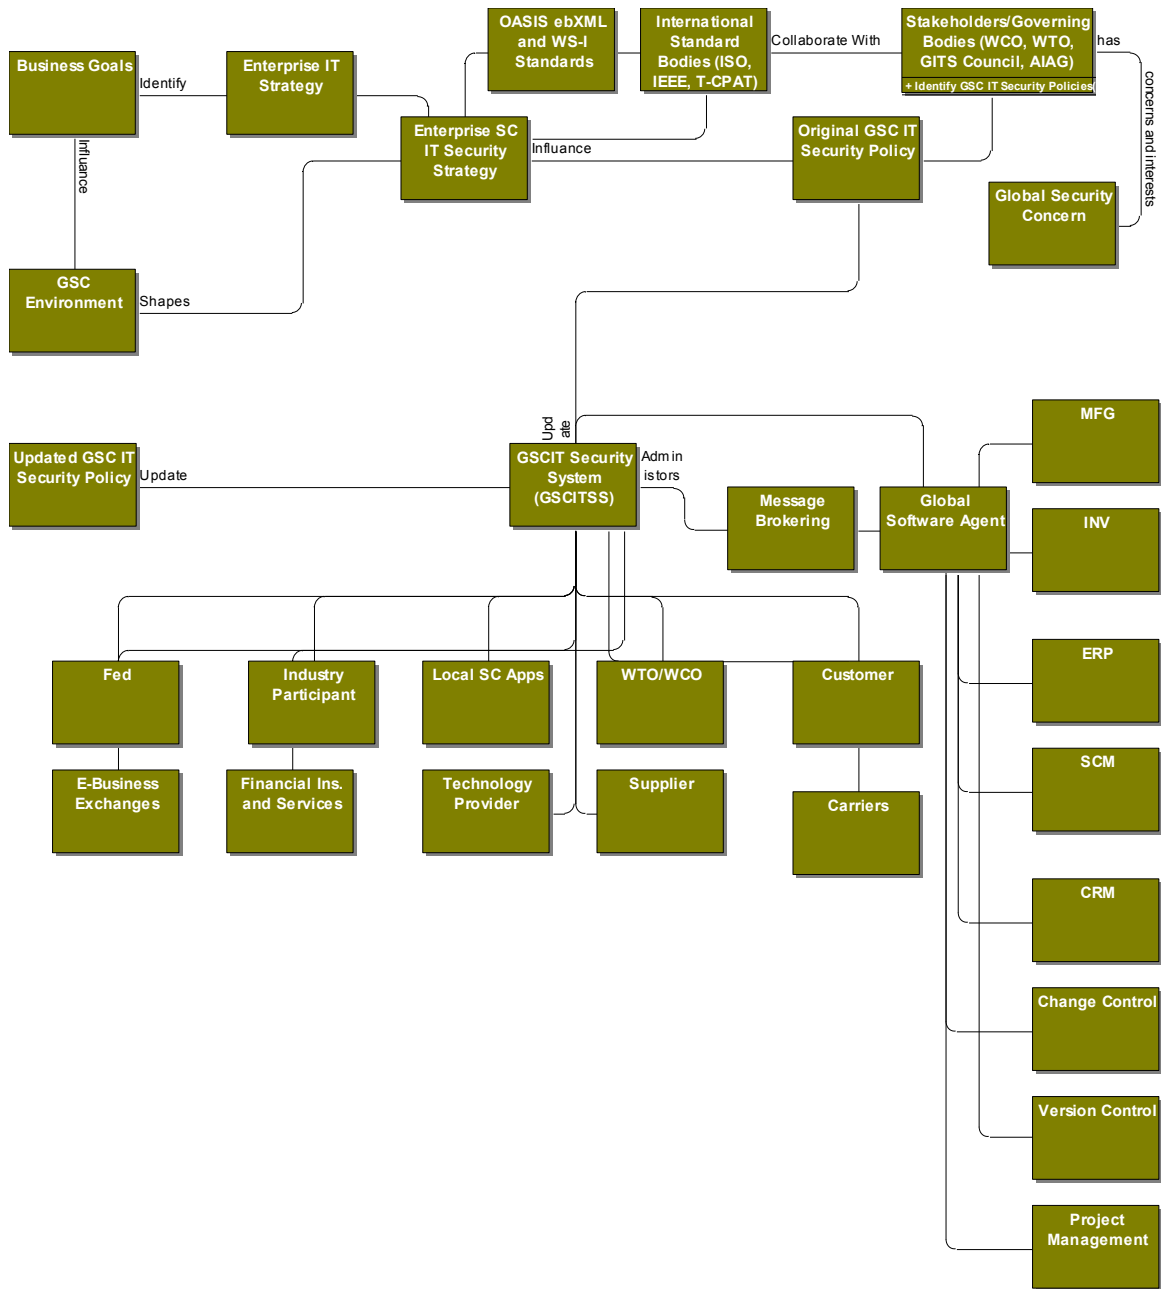 OASIS ebXML
and WS-I
Standards
International
Standard
Bodies (ISO,
IEEE, T-CPAT)
Collaborate With
Stakeholders/Governing
Bodies (WCO, WTO,
GITS Council, AIAG)
+ Identify GSC IT Security Policies(
has
concerns and interests
Business Goals
Identify
Enterprise IT
Strategy
Influance
Enterprise SC
IT Security
Strategy
Influance
Original GSC IT
Security Policy
Global Security
Concern
GSC
Environment
Shapes
Upd
ate
Updated GSC IT
Security Policy
Update
GSCIT Security
System
(GSCITSS)
Admin
istors
Message
Brokering
Global
Software Agent
MFG
INV
ERP
SCM
CRM
Change Control
Version Control
Project
Management
Fed
Industry
Participant
Local SC Apps
WTO/WCO
Customer
E-Business
Exchanges
Financial Ins.
and Services
Technology
Provider
Supplier
Carriers